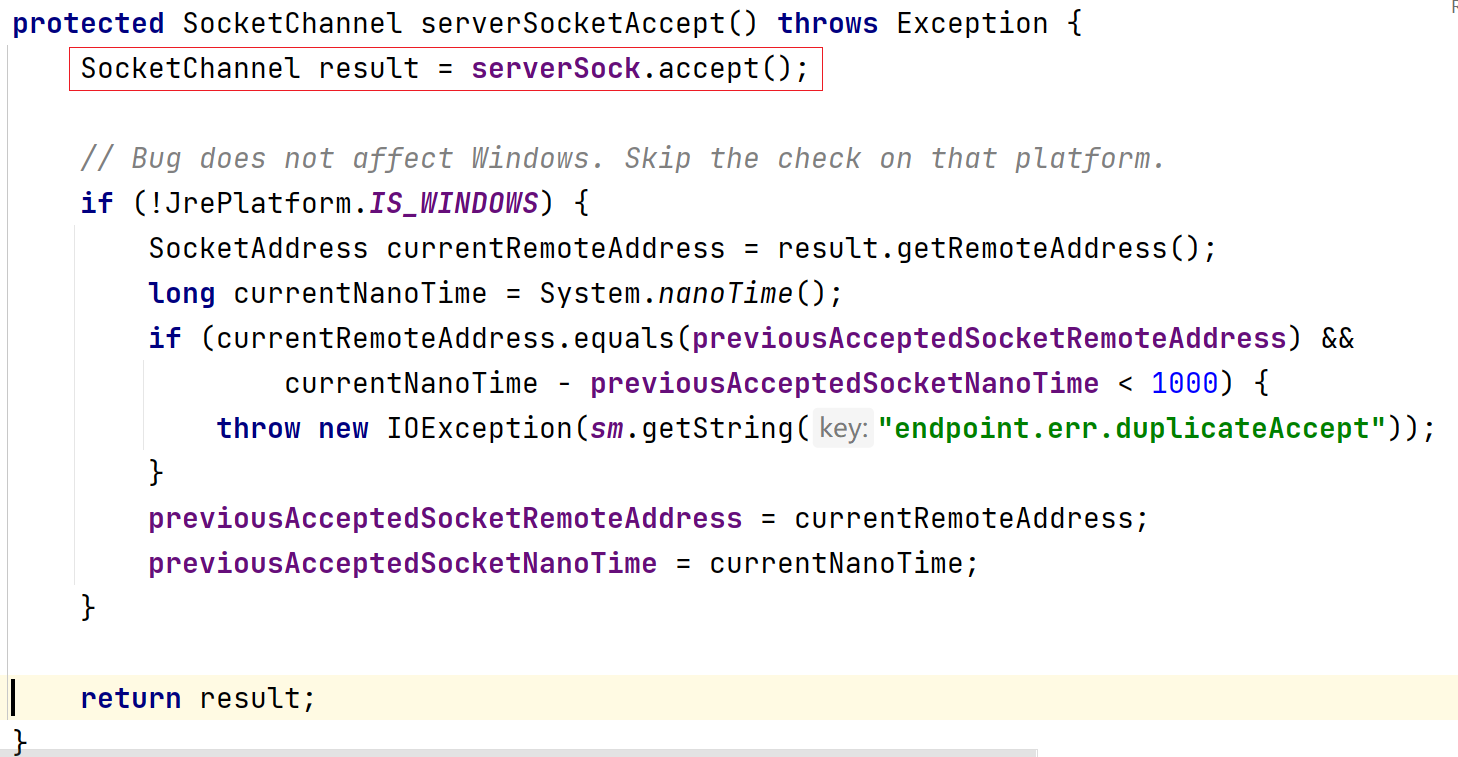 protected SocketChannel serverSocketAccept() throws Exception {
    SocketChannel result = serverSock.accept();

    // Bug does not affect Windows. Skip the check on that platform.
    if (!JrePlatform.IS_WINDOWS) {
        SocketAddress currentRemoteAddress = result.getRemoteAddress();
        long currentNanoTime = System.nanoTime();
        if (currentRemoteAddress.equals(previousAcceptedSocketRemoteAddress) &&
                currentNanoTime - previousAcceptedSocketNanoTime < 1000) {
            throw new IOException(sm.getString( key: "endpoint.err.duplicateAccept"));
        }
        previousAcceptedSocketRemoteAddress = currentRemoteAddress;
        previousAcceptedSocketNanoTime = currentNanoTime;
    }

    return result;
}